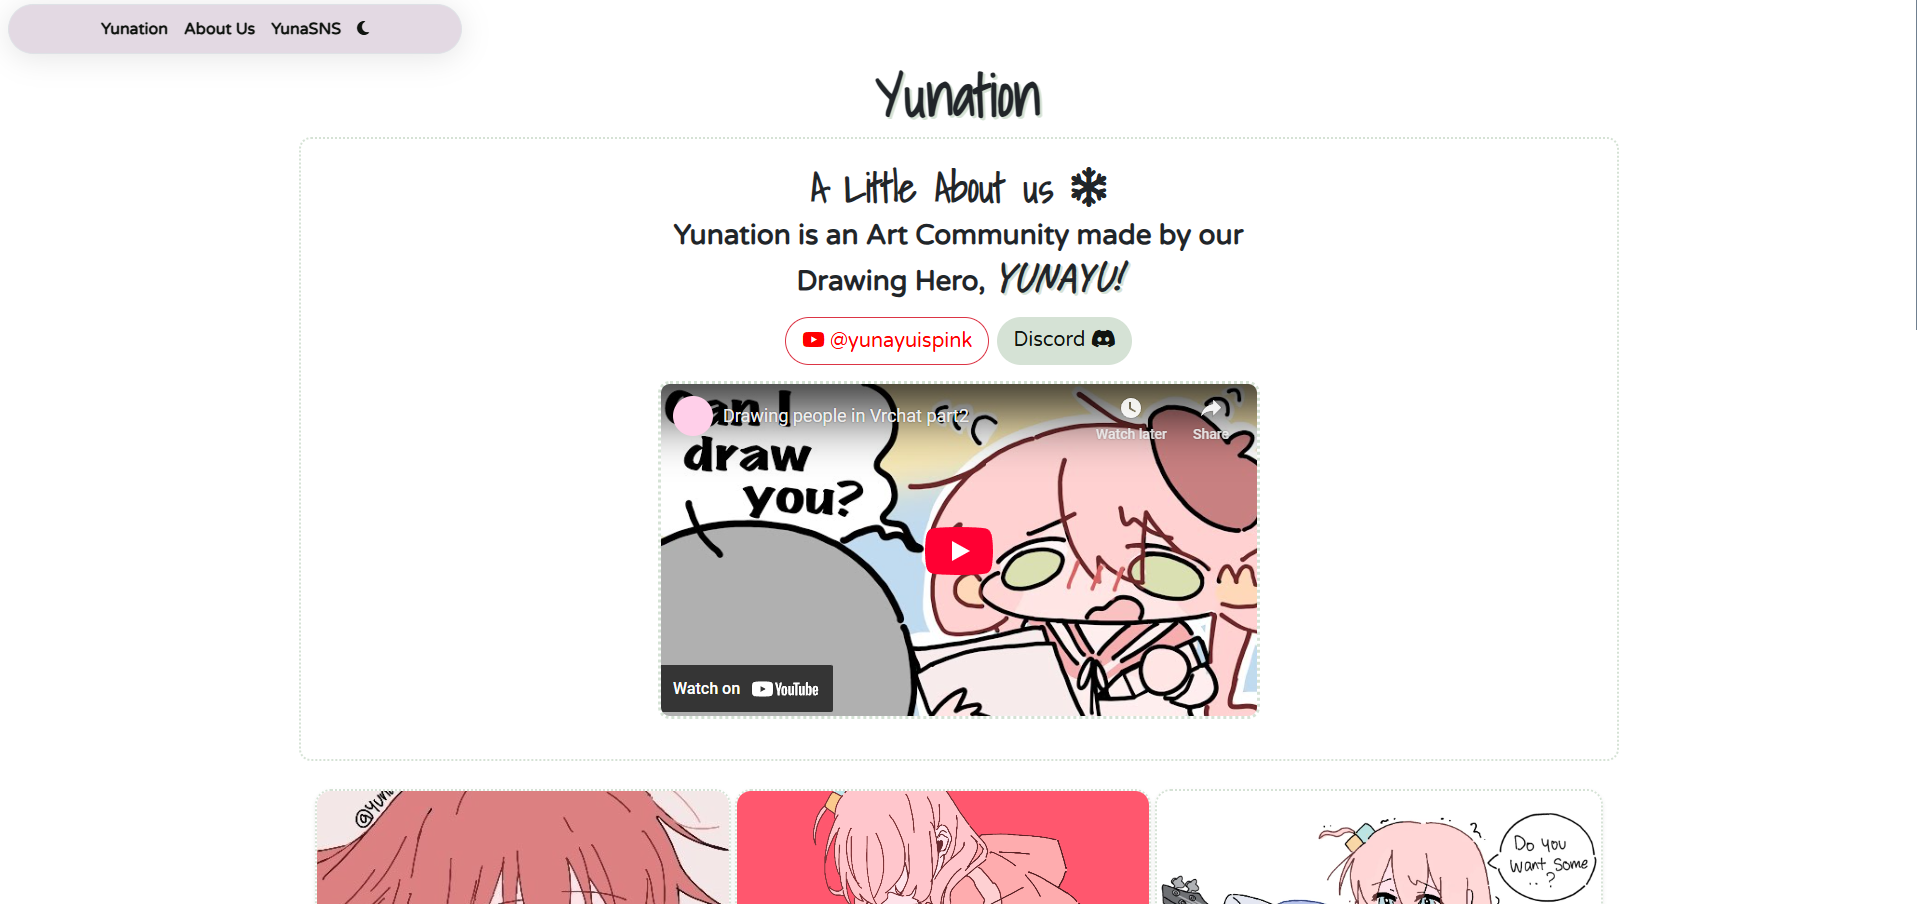 Yunation About Us YunaSNS
Yunation
A Little About us
Yunation is an Art Community made by our
Drawing Hero, YUNAYU!
@yunayuispink Discord
Drawing people in Vrchat part2
Watch later Share
Can I
draw
you?
Watch on YouTube
Do you
want some
..?